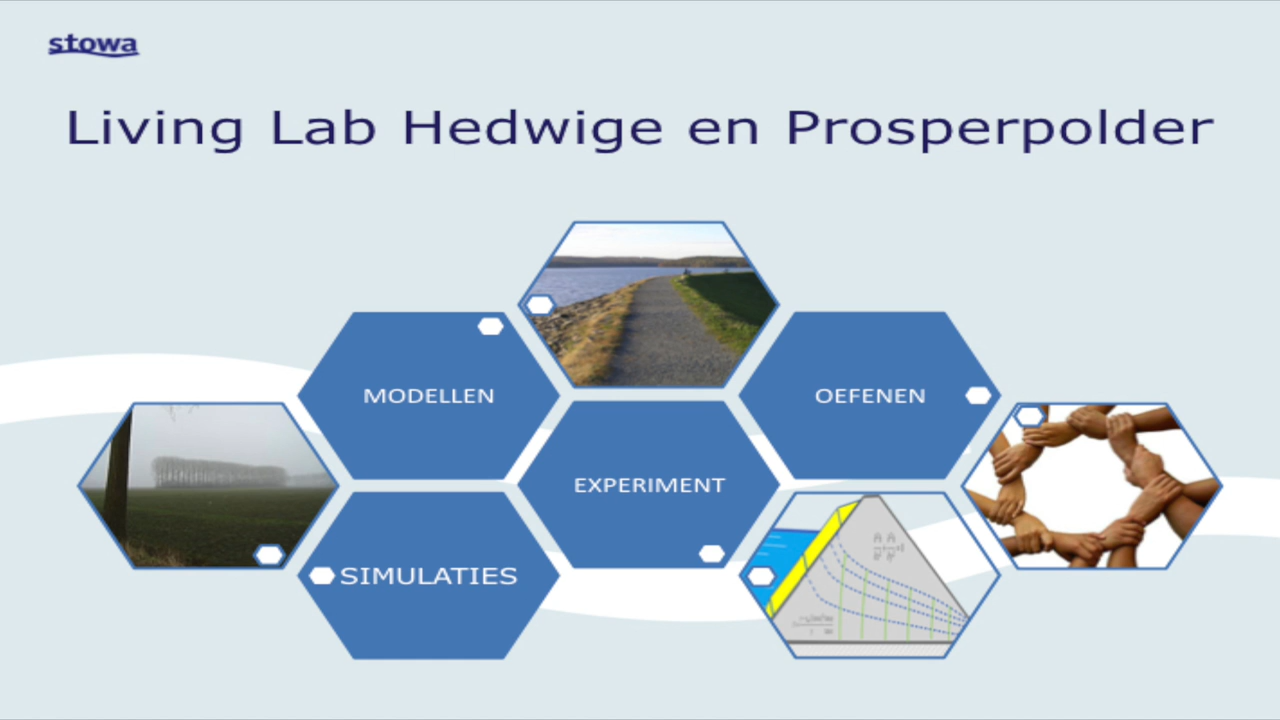 stowa
Living Lab Hedwige en Prosperpolder
MODELLEN
OEFENEN
EXPERIMENT
SIMULATIES